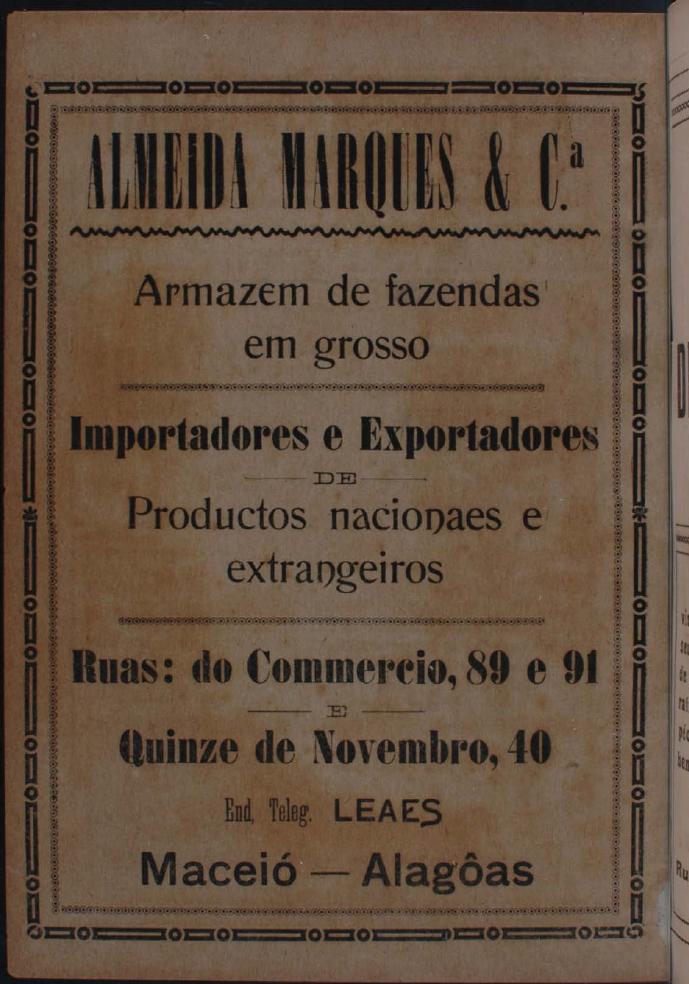 ALMEIDA MARQUES & C.ª
Armazem de fazendas
em grosso
Importadores e Exportadores
DE
Productos nacionaes e
extrangeiros
Ruas: do Commercio, 89 e 91
E
Quinze de Novembro, 40
End. Teleg. LEAES
Maceió — Alagôas